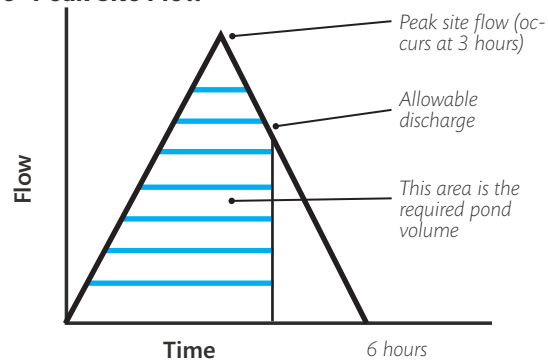 Peak site flow (oc-
curs at 3 hours)
Allowable
discharge
This area is the
required pond
volume
Flow
Time
6 hours